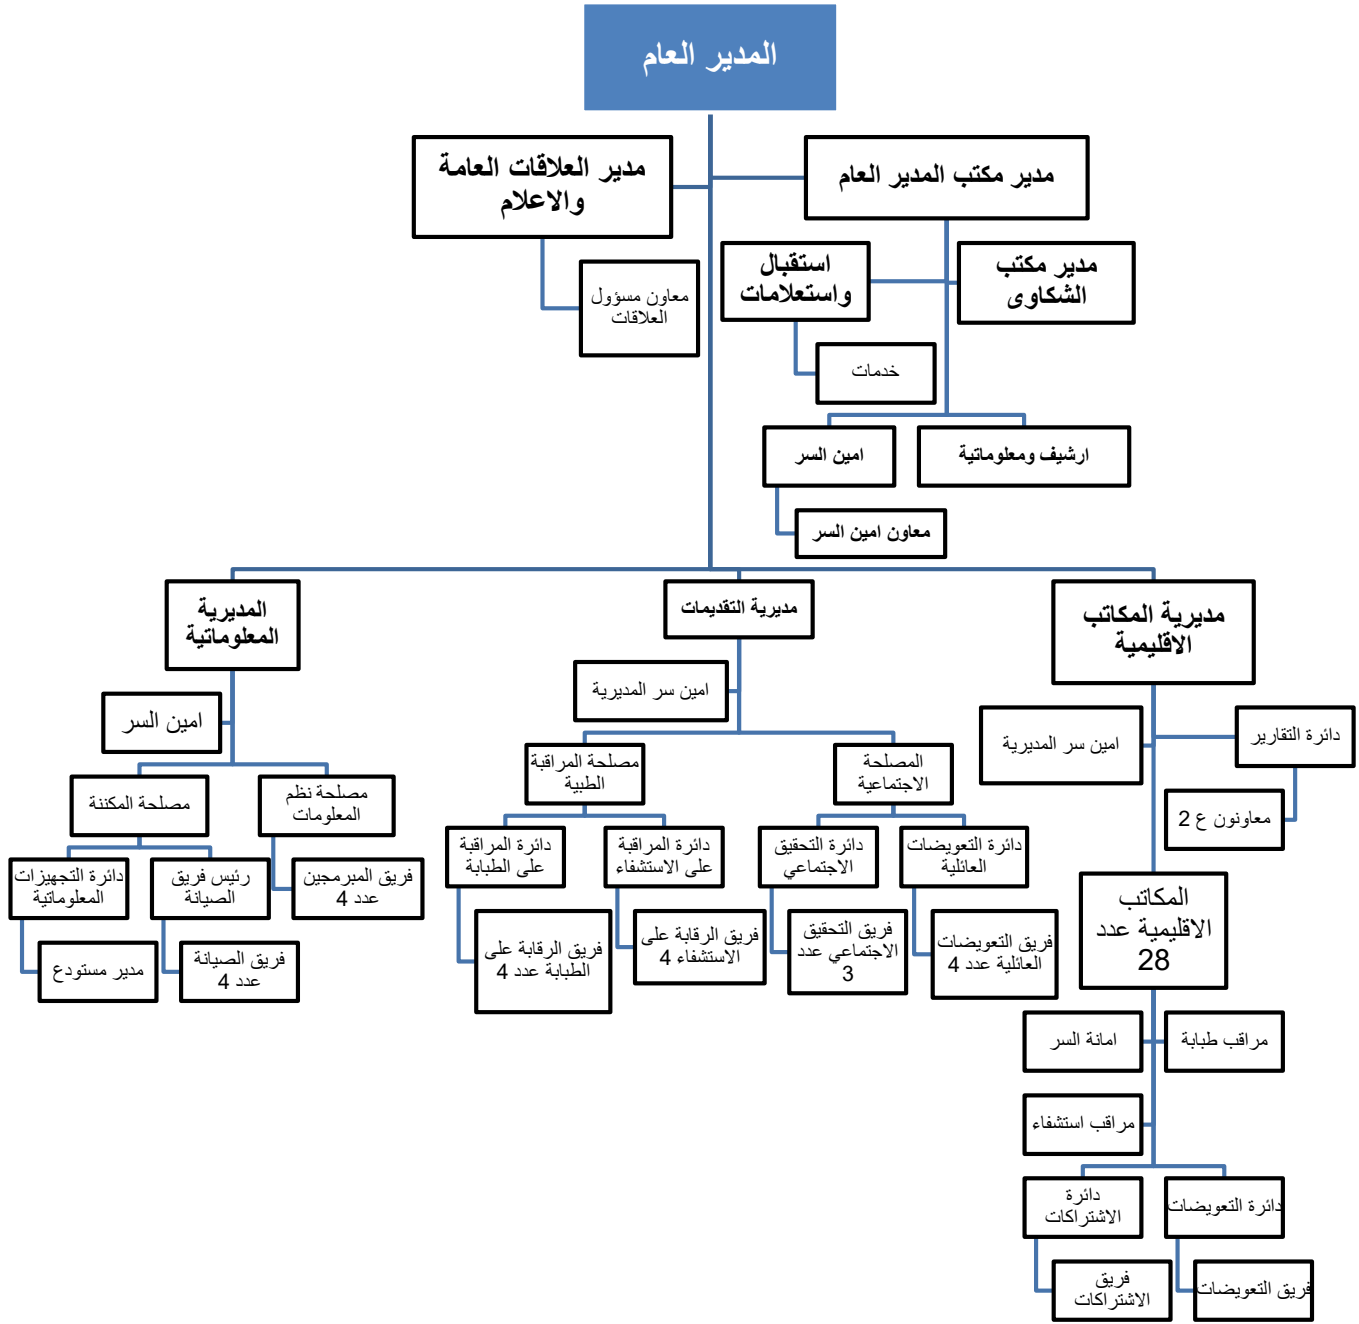 المدير العام
مدير مكتب المدير العام
مدير العلاقات العامة
والاعلام
مدير مكتب
الشكاوى
استقبال
واستعلامات
معاون مسؤول
العلاقات
خدمات
ارشيف ومعلوماتية
امين السر
معاون امين السر
مديرية المكاتب
الاقليمية
مديرية التقديمات
المديرية
المعلوماتية
دائرة التقارير
امين سر المديرية
معاونون ع 2
امين سر المديرية
امين السر
المصلحة
الاجتماعية
مصلحة المراقبة
الطبية
مصلحة نظم
المعلومات
مصلحة المكننة
دائرة التعويضات
العائلية
دائرة التحقيق
الاجتماعي
دائرة المراقبة
على الاستشفاء
دائرة المراقبة
على الطبابة
فريق المبرمجين
عدد 4
رئيس فريق
الصيانة
دائرة التجهيزات
المعلوماتية
المكاتب
الاقليمية عدد
28
فريق التعويضات
العائلية عدد 4
فريق التحقيق
الاجتماعي عدد
3
فريق الرقابة على
الاستشفاء 4
فريق الرقابة على
الطبابة عدد 4
فريق الصيانة
عدد 4
مدير مستودع
مراقب طبابة
امانة السر
مراقب استشفاء
دائرة التعويضات
دائرة
الاشتراكات
فريق التعويضات
فريق
الاشتراكات